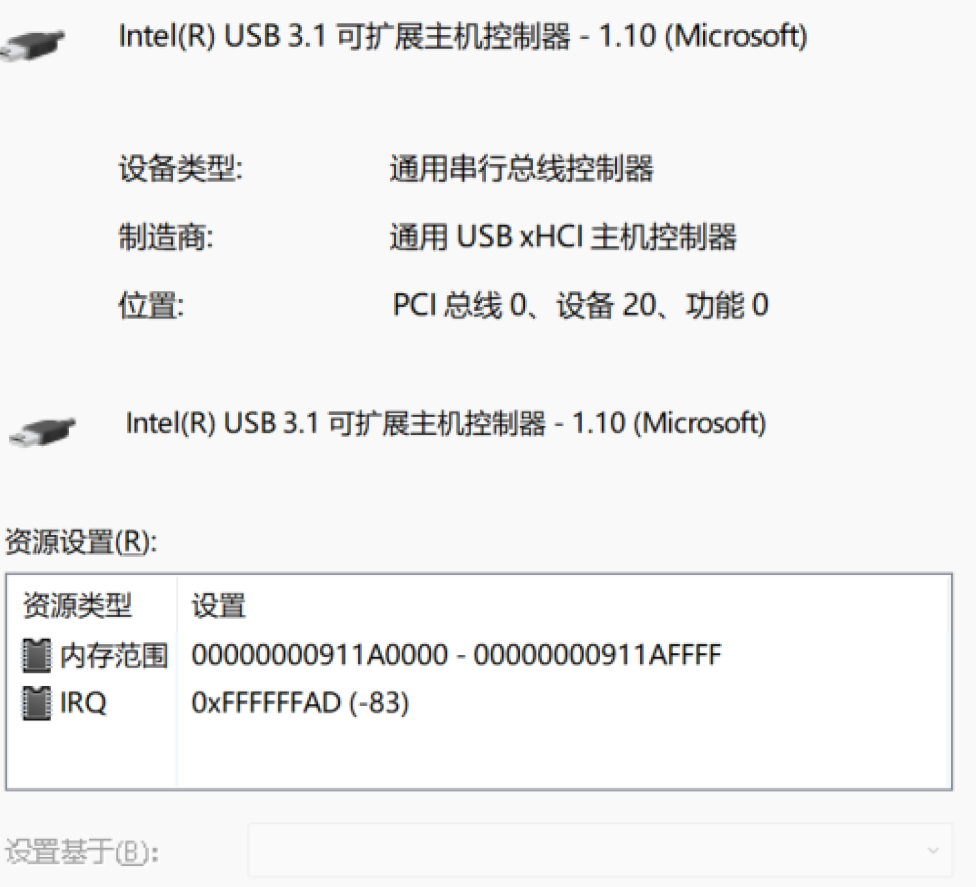 Intel(R) USB 3.1 可扩展主机控制器 - 1.10 (Microsoft)
设备类型: 通用串行总线控制器
制造商: 通用 USB xHCI 主机控制器
位置: PCI 总线 0、设备 20、功能 0
Intel(R) USB 3.1 可扩展主机控制器 - 1.10 (Microsoft)
资源设置(R):
资源类型 设置
内存范围 00000000911A0000 - 00000000911AFFFF
IRQ 0xFFFFFFAD (-83)
设置基于(B):